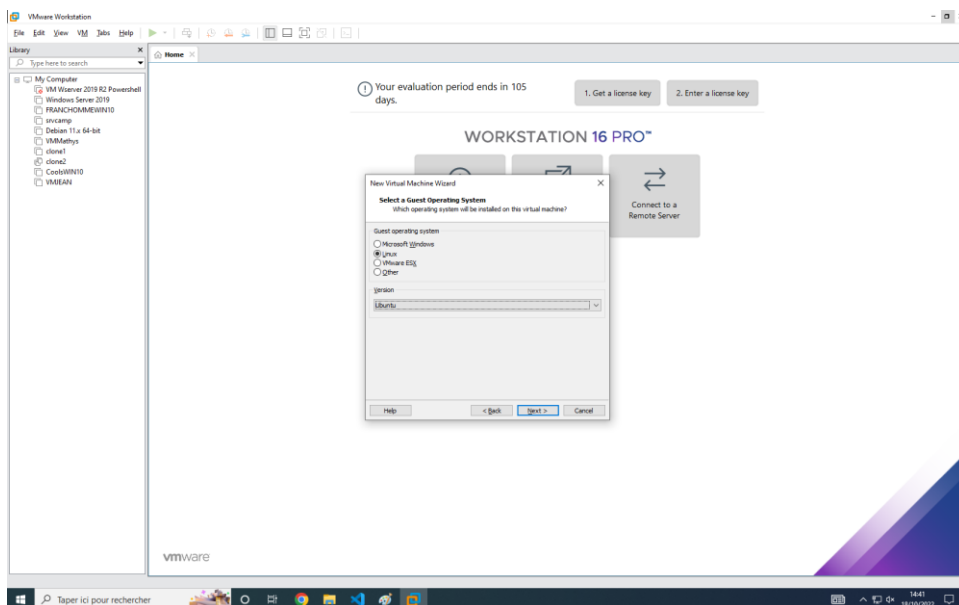 VMware Workstation
File Edit View VM Tabs Help
Library
Type here to search
Home
My Computer
VM Wserver 2019 R2 Powershell
Windows Server 2019
FRANCHOMMEWIN10
srvcamp
Debian 11.x 64-bit
VMMathys
clone1
clone2
CoolsWIN10
VMJEAN
Your evaluation period ends in 105
days.
1. Get a license key
2. Enter a license key
WORKSTATION 16 PRO™
Connect to a
Remote Server
New Virtual Machine Wizard
Select a Guest Operating System
Which operating system will be installed on this virtual machine?
Guest operating system
Microsoft Windows
Linux
VMware ESX
Other
Version
Ubuntu
Help
< Back
Next >
Cancel
vmware
Taper ici pour rechercher
14:41
18/10/2022